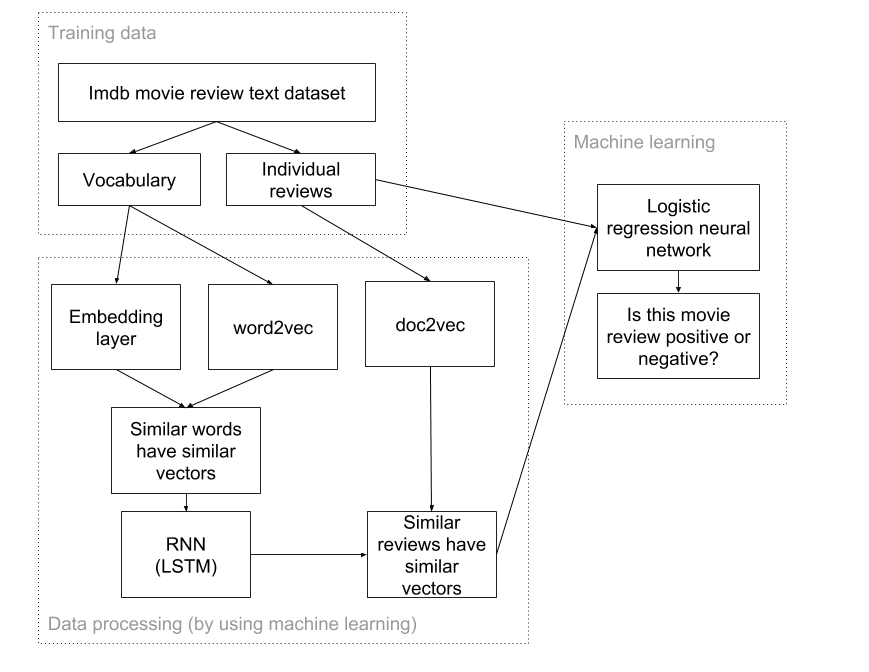 Training data
Imdb movie review text dataset
Vocabulary
Individual
reviews
Machine learning
Logistic
regression neural
network
Is this movie
review positive or
negative?
Embedding
layer
word2vec
doc2vec
Similar words
have similar
vectors
RNN
(LSTM)
Similar
reviews have
similar
vectors
Data processing (by using machine learning)